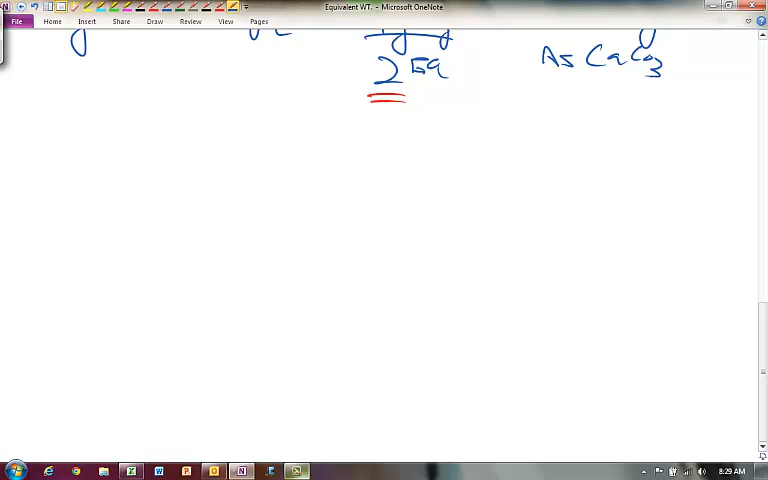 Equivalent WT. - Microsoft OneNote
File Home Insert Share Draw Review View Pages
2 Eq
As CaCO3
8:29 AM